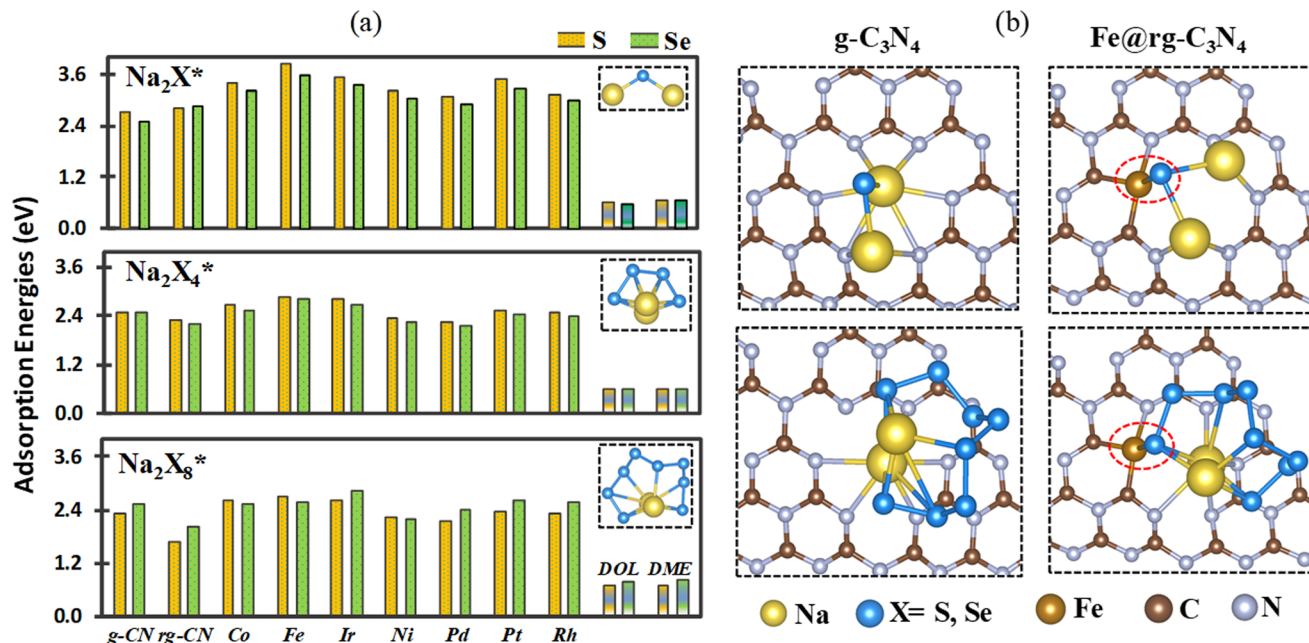 (a)
(b)
S Se
g-C₃N₄
Fe@rg-C₃N₄
Adsorption Energies (eV)
Na₂X*
3.6
2.4
1.2
0.0
Na₂X₄*
3.6
2.4
1.2
0.0
Na₂X₈*
3.6
2.4
1.2
0.0
DOL DME
g-CN rg-CN Co Fe Ir Ni Pd Pt Rh
Na X= S, Se Fe C N